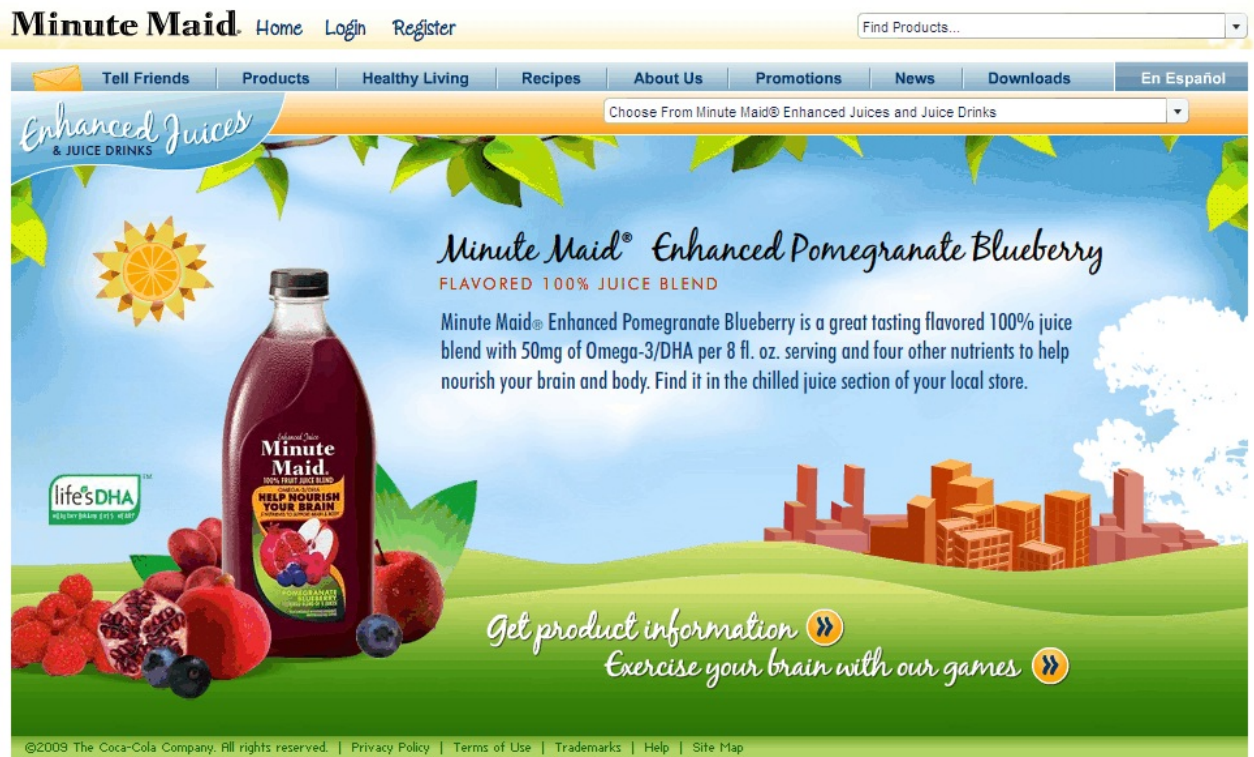 Minute Maid® Home Login Register
Find Products...
Tell Friends Products Healthy Living Recipes About Us Promotions News Downloads En Español
Choose From Minute Maid® Enhanced Juices and Juice Drinks
Enhanced Juices
& JUICE DRINKS
Minute Maid® Enhanced Pomegranate Blueberry
FLAVORED 100% JUICE BLEND
Minute Maid® Enhanced Pomegranate Blueberry is a great tasting flavored 100% juice
blend with 50mg of Omega-3/DHA per 8 fl. oz. serving and four other nutrients to help
nourish your brain and body. Find it in the chilled juice section of your local store.
Enhanced Juice
Minute
Maid®
100% FRUIT JUICE BLEND
OMEGA-3/DHA
HELP NOURISH
YOUR BRAIN
POMEGRANATE
BLUEBERRY
life'sDHA™
Get product information
Exercise your brain with our games
©2009 The Coca-Cola Company. All rights reserved. | Privacy Policy | Terms of Use | Trademarks | Help | Site Map